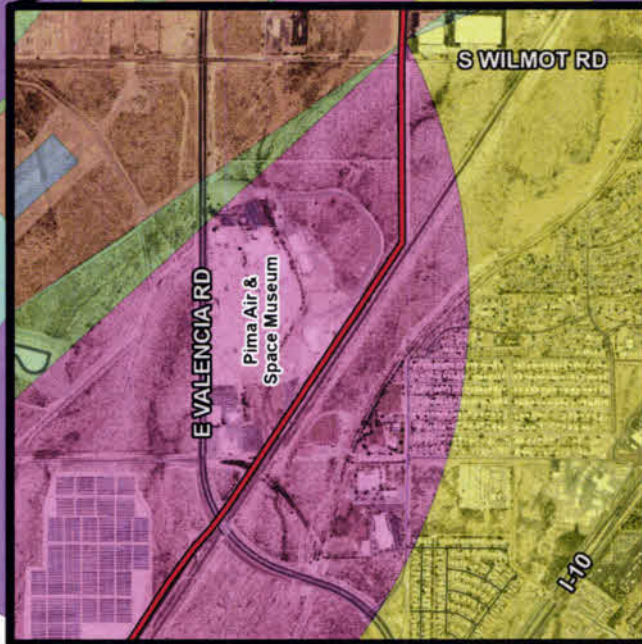 S WILMOT RD
E VALENCIA RD
Pima Air &
Space Museum
I-10